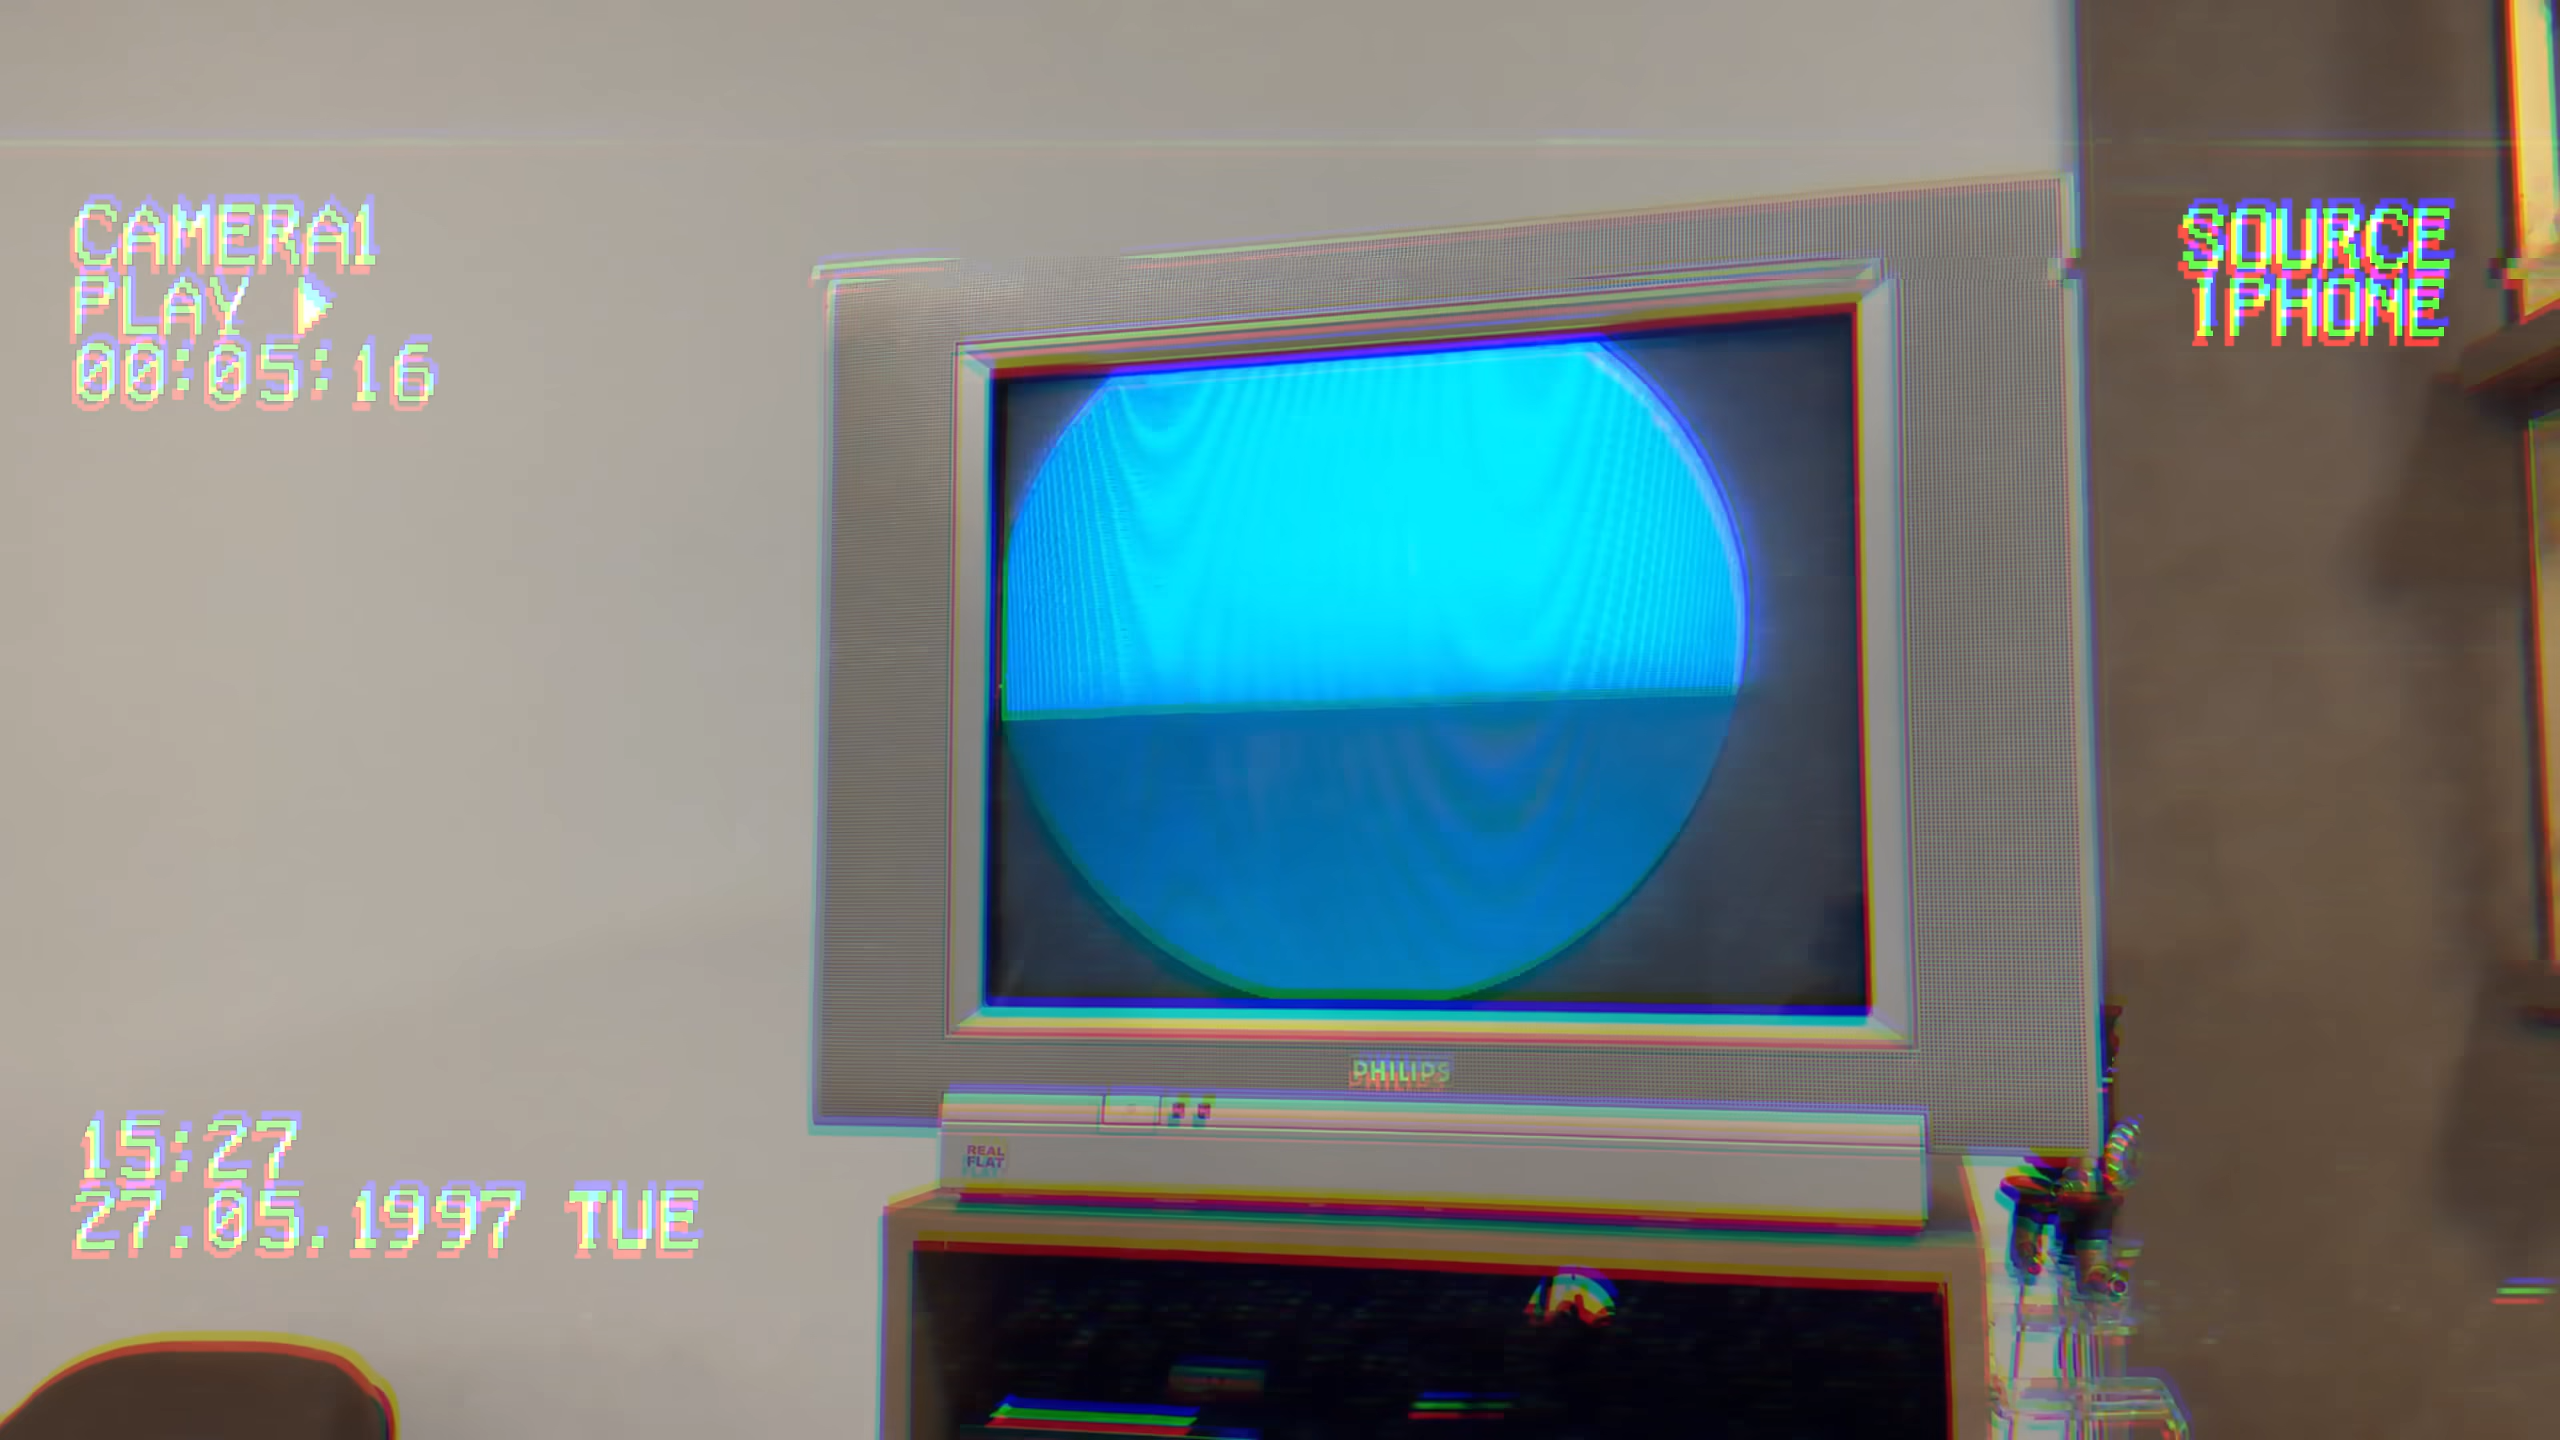 CAMERA1
PLAY
00:05:16
SOURCE
IPHONE
PHILIPS
REAL
FLAT
15:27
27.05.1997 TUE